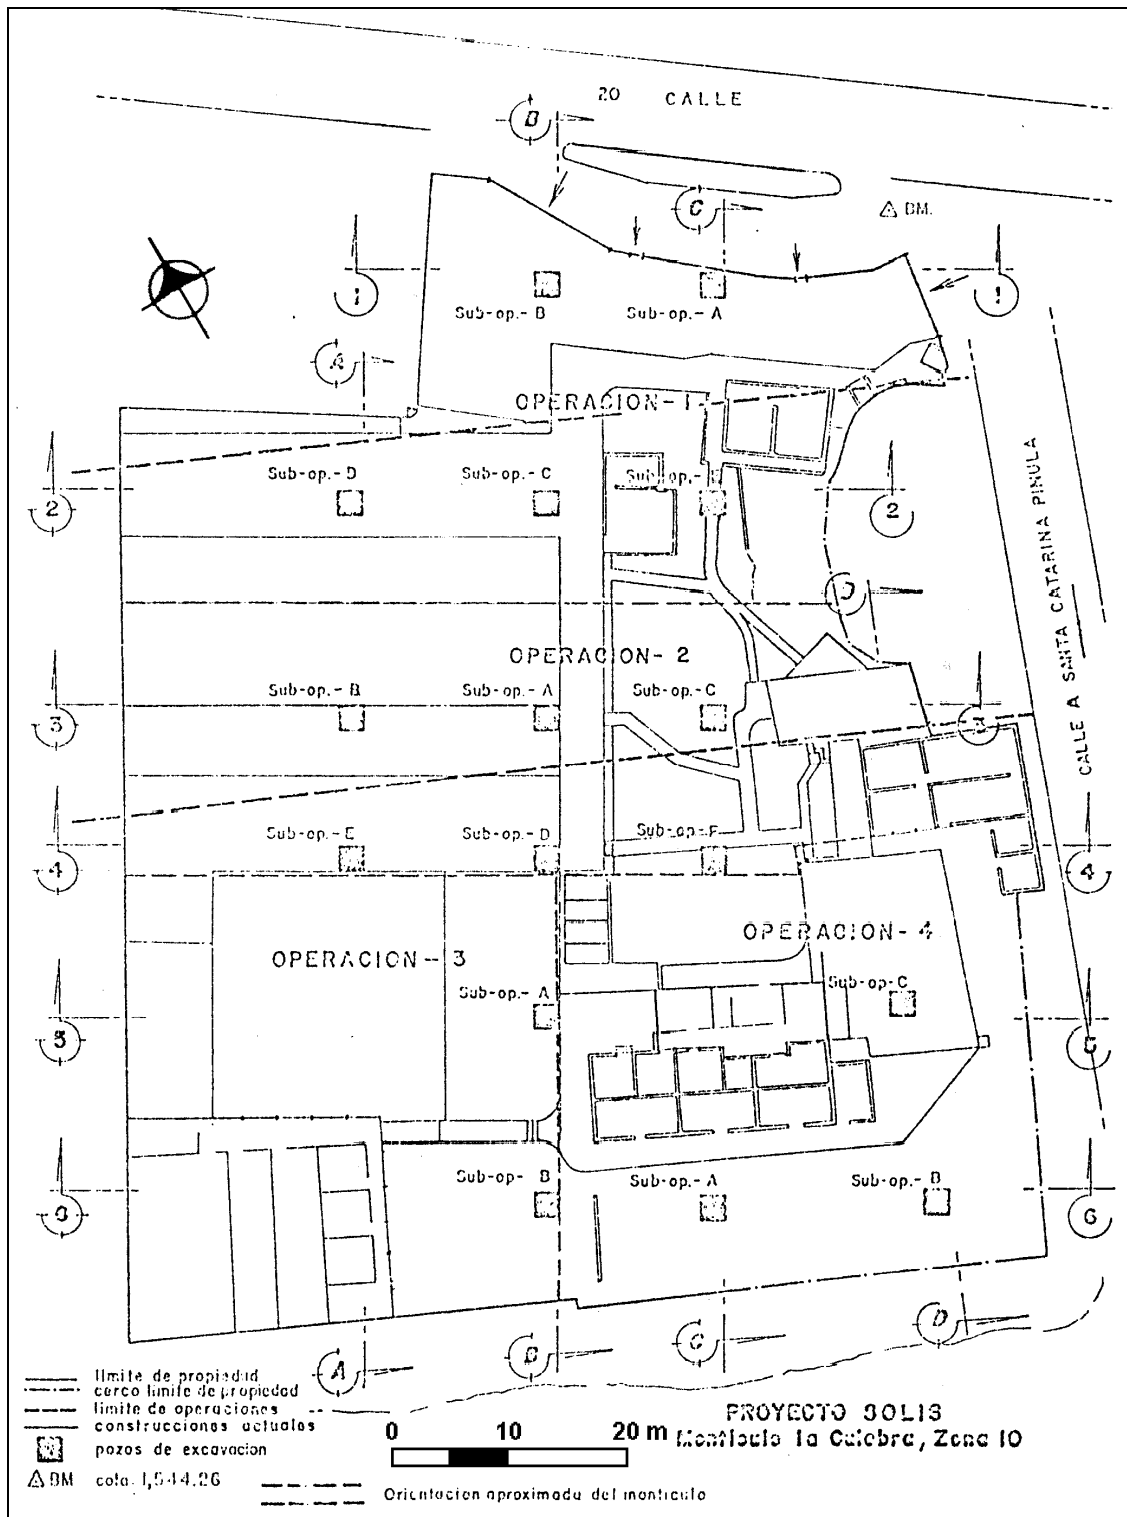 20 CALLE
B
C
BM.
1
1
Sub-op.-B
Sub-op.-A
A
OPERACION-1
Sub-op.-D
Sub-op.-C
Sub-op.-
2
2
CALLE A SANTA CATARINA PINULA
D
OPERACION-2
Sub-op.-B
Sub-op.-A
Sub-op.-C
3
3
Sub-op.-E
Sub-op.-D
Sub-op.-F
4
4
OPERACION-3
OPERACION-4
Sub-op.-A
Sub-op-C
5
5
Sub-op- B
Sub-op.-A
Sub-op.- B
6
6
A
B
C
D
limite de propiedad
cerco limite de propiedad
limite de operaciones
construcciones actuales
pozos de excavacion
BM cota. 1,544.26
0 10 20 m
PROYECTO SOLIS
Monticulo la Culebra, Zona 10
Orientacion aproximada del monticulo